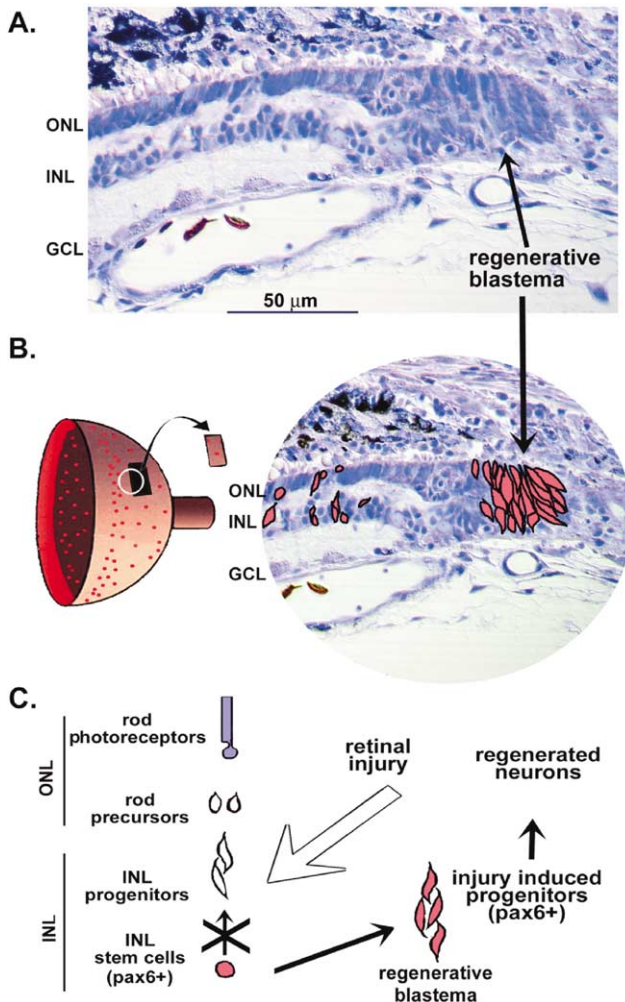 A.
ONL
INL
GCL
regenerative
blastema
50 μm
B.
ONL
INL
GCL
C.
ONL
rod
photoreceptors
rod
precursors
INL
INL
progenitors
INL
stem cells
(pax6+)
retinal
injury
regenerated
neurons
injury induced
progenitors
(pax6+)
regenerative
blastema